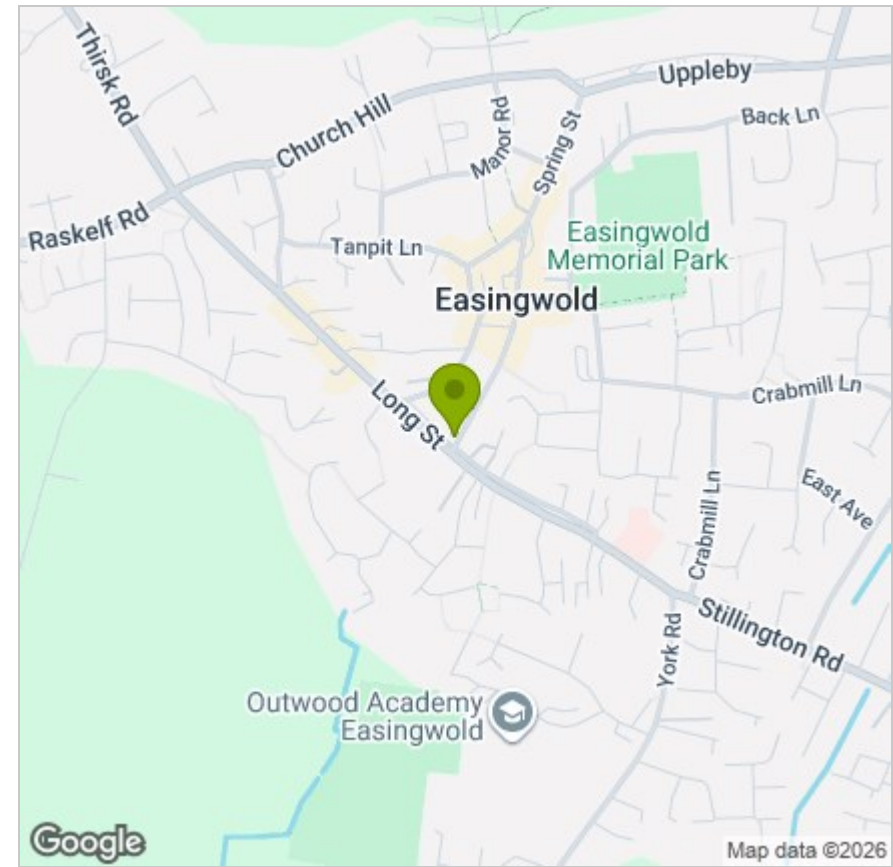 Thirsk Rd
Uppleby
Church Hill
Manor Rd
Spring St
Back Ln
Raskelf Rd
Tanpit Ln
Easingwold
Memorial Park
Easingwold
Long St
Crabmill Ln
Crabmill Ln
East Ave
Stillington Rd
York Rd
Outwood Academy
Easingwold
Google
Map data ©2026